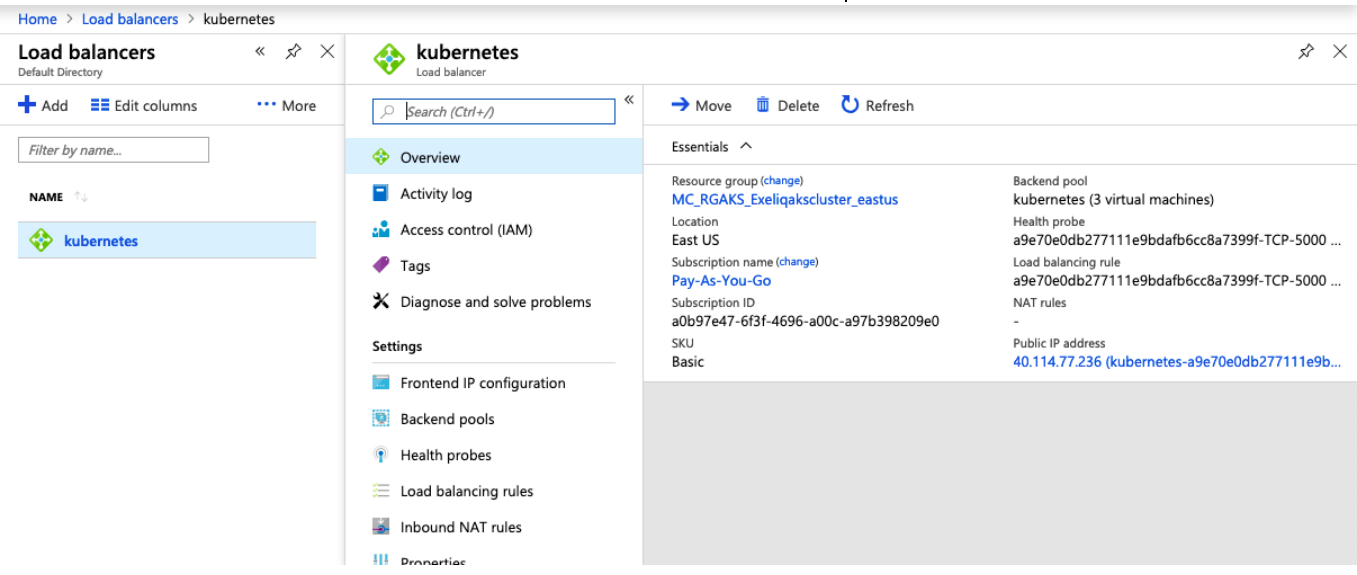 Home > Load balancers > kubernetes
Load balancers
Default Directory
Add Edit columns More
Filter by name...
NAME
kubernetes
kubernetes
Load balancer
Search (Ctrl+/)
Overview
Activity log
Access control (IAM)
Tags
Diagnose and solve problems
Settings
Frontend IP configuration
Backend pools
Health probes
Load balancing rules
Inbound NAT rules
Properties
Move Delete Refresh
Essentials
Resource group (change)
MC_RGAKS_Exeliqakscluster_eastus
Location
East US
Subscription name (change)
Pay-As-You-Go
Subscription ID
a0b97e47-6f3f-4696-a00c-a97b398209e0
SKU
Basic
Backend pool
kubernetes (3 virtual machines)
Health probe
a9e70e0db277111e9bdafb6cc8a7399f-TCP-5000 ...
Load balancing rule
a9e70e0db277111e9bdafb6cc8a7399f-TCP-5000 ...
NAT rules
-
Public IP address
40.114.77.236 (kubernetes-a9e70e0db277111e9b...